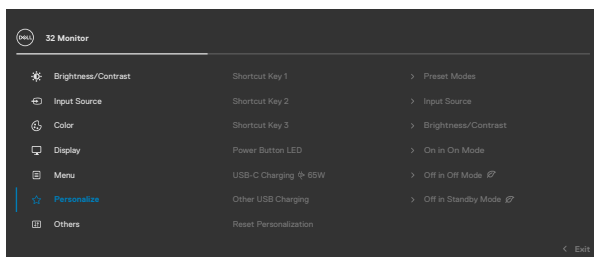 DELL 32 Monitor
Brightness/Contrast Shortcut Key 1 > Preset Modes
Input Source Shortcut Key 2 > Input Source
Color Shortcut Key 3 > Brightness/Contrast
Display Power Button LED > On in On Mode
Menu USB-C Charging 65W > Off in Off Mode
Personalize Other USB Charging > Off in Standby Mode
Others Reset Personalization
< Exit